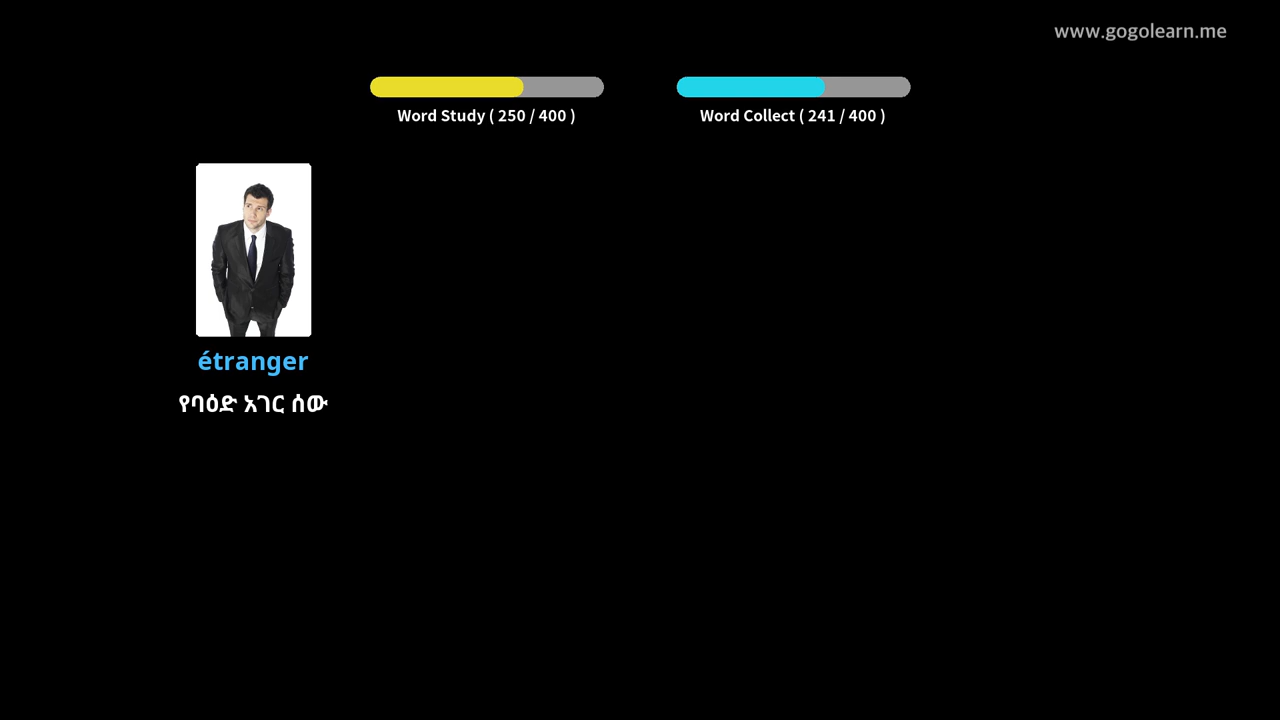 www.gogolearn.me
Word Study ( 250 / 400 )
Word Collect ( 241 / 400 )
étranger
የባዕድ አገር ሰው